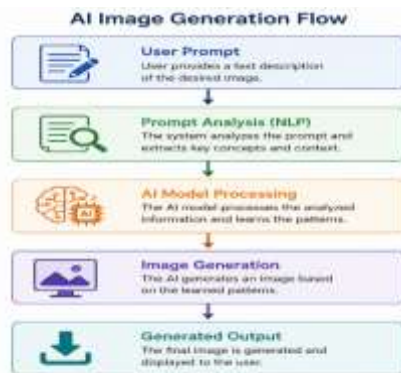 AI Image Generation Flow
User Prompt
User provides a text description
of the desired image.
Prompt Analysis (NLP)
The system analyzes the prompt and
extracts key concepts and context.
AI Model Processing
AI
The AI model processes the analyzed
information and learns the patterns.
Image Generation
The AI generates an image based
on the learned patterns.
Generated Output
The final image is generated and
displayed to the user.